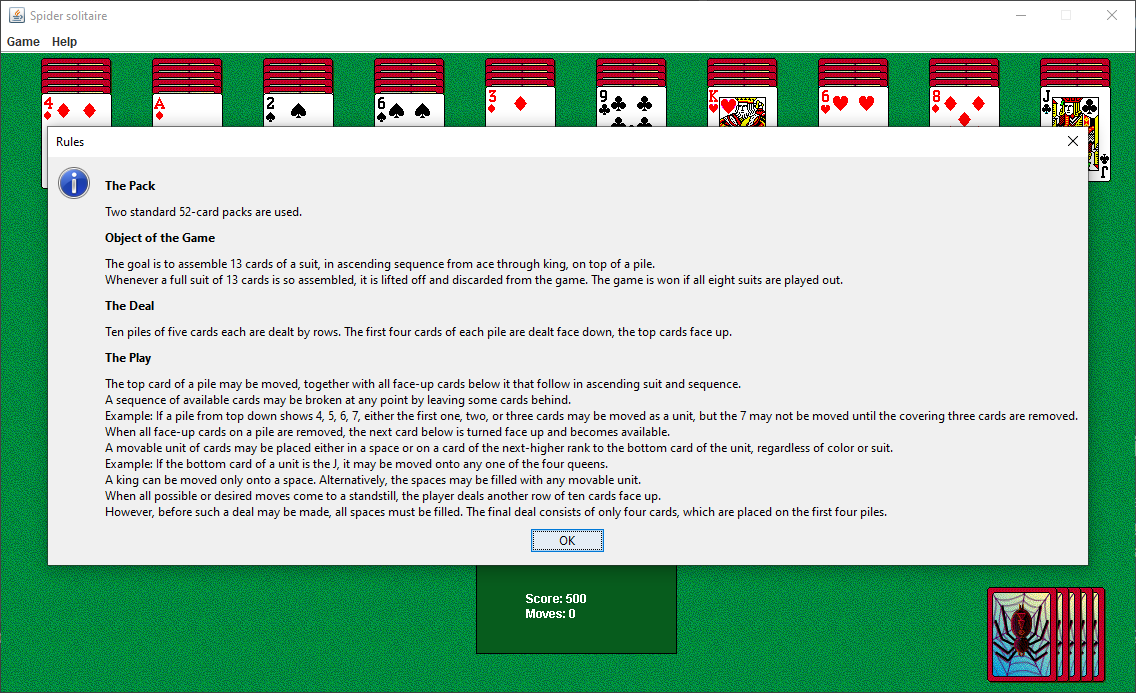 Spider solitaire
Game Help
4 A 2 6 3 9 K 6 8 J
Rules
The Pack
Two standard 52-card packs are used.
Object of the Game
The goal is to assemble 13 cards of a suit, in ascending sequence from ace through king, on top of a pile.
Whenever a full suit of 13 cards is so assembled, it is lifted off and discarded from the game. The game is won if all eight suits are played out.
The Deal
Ten piles of five cards each are dealt by rows. The first four cards of each pile are dealt face down, the top cards face up.
The Play
The top card of a pile may be moved, together with all face-up cards below it that follow in ascending suit and sequence.
A sequence of available cards may be broken at any point by leaving some cards behind.
Example: If a pile from top down shows 4, 5, 6, 7, either the first one, two, or three cards may be moved as a unit, but the 7 may not be moved until the covering three cards are removed.
When all face-up cards on a pile are removed, the next card below is turned face up and becomes available.
A movable unit of cards may be placed either in a space or on a card of the next-higher rank to the bottom card of the unit, regardless of color or suit.
Example: If the bottom card of a unit is the J, it may be moved onto any one of the four queens.
A king can be moved only onto a space. Alternatively, the spaces may be filled with any movable unit.
When all possible or desired moves come to a standstill, the player deals another row of ten cards face up.
However, before such a deal may be made, all spaces must be filled. The final deal consists of only four cards, which are placed on the first four piles.
OK
J
Score: 500
Moves: 0